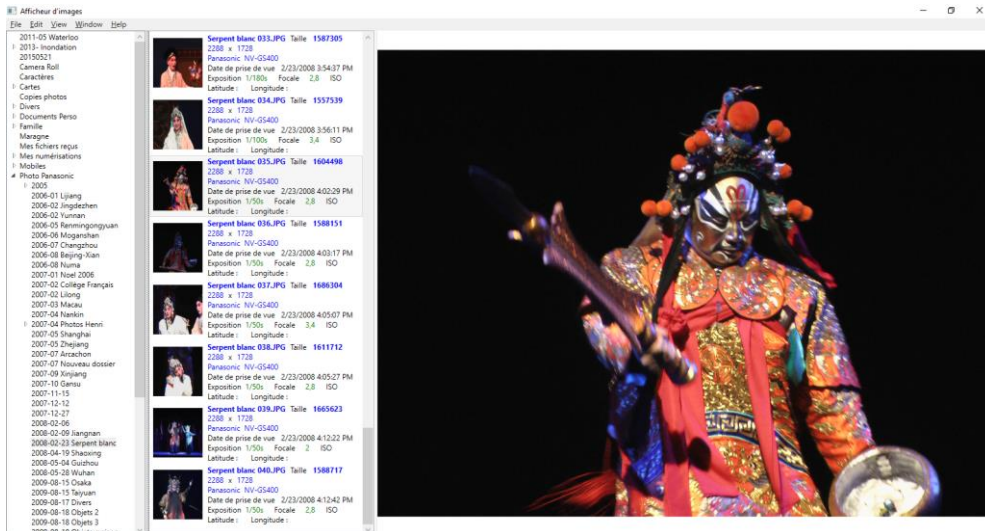 Afficheur d'images
File Edit View Window Help
2011-05 Waterloo
2013- Inondation
20150521
Camera Roll
Caractères
Cartes
Copies photos
Divers
Documents Perso
Famille
Maragne
Mes fichiers reçus
Mes numérisations
Mobiles
Photo Panasonic
2005
2006-01 Lijiang
2006-02 Jingdezhen
2006-02 Yunnan
2006-05 Renmingongyuan
2006-06 Moganshan
2006-07 Changzhou
2006-08 Beijing-Xian
2006-08 Numa
2007-01 Noel 2006
2007-02 Collège Français
2007-02 Lilong
2007-03 Macau
2007-04 Nankin
2007-04 Photos Henri
2007-05 Shanghai
2007-05 Zhejiang
2007-07 Arcachon
2007-07 Nouveau dossier
2007-09 Xinjiang
2007-10 Gansu
2007-11-15
2007-12-12
2007-12-27
2008-02-06
2008-02-09 Jiangnan
2008-02-23 Serpent blanc
2008-04-19 Shaoxing
2008-05-04 Guizhou
2008-05-28 Wuhan
2009-08-15 Osaka
2009-08-15 Taiyuan
2009-08-17 Divers
2009-08-18 Objets 2
2009-08-18 Objets 3
Serpent blanc 033.JPG Taille 1587305
2288 x 1728
Panasonic NV-GS400
Date de prise de vue 2/23/2008 3:54:37 PM
Exposition 1/180s Focale 2,8 ISO
Latitude : Longitude :
Serpent blanc 034.JPG Taille 1557539
2288 x 1728
Panasonic NV-GS400
Date de prise de vue 2/23/2008 3:56:11 PM
Exposition 1/100s Focale 3,4 ISO
Latitude : Longitude :
Serpent blanc 035.JPG Taille 1604498
2288 x 1728
Panasonic NV-GS400
Date de prise de vue 2/23/2008 4:02:29 PM
Exposition 1/50s Focale 2,8 ISO
Latitude : Longitude :
Serpent blanc 036.JPG Taille 1588151
2288 x 1728
Panasonic NV-GS400
Date de prise de vue 2/23/2008 4:03:17 PM
Exposition 1/50s Focale 2,8 ISO
Latitude : Longitude :
Serpent blanc 037.JPG Taille 1686304
2288 x 1728
Panasonic NV-GS400
Date de prise de vue 2/23/2008 4:05:07 PM
Exposition 1/50s Focale 3,4 ISO
Latitude : Longitude :
Serpent blanc 038.JPG Taille 1611712
2288 x 1728
Panasonic NV-GS400
Date de prise de vue 2/23/2008 4:05:27 PM
Exposition 1/50s Focale 2,8 ISO
Latitude : Longitude :
Serpent blanc 039.JPG Taille 1665623
2288 x 1728
Panasonic NV-GS400
Date de prise de vue 2/23/2008 4:12:22 PM
Exposition 1/50s Focale 2 ISO
Latitude : Longitude :
Serpent blanc 040.JPG Taille 1588717
2288 x 1728
Panasonic NV-GS400
Date de prise de vue 2/23/2008 4:12:42 PM
Exposition 1/50s Focale 2,8 ISO
Latitude : Longitude :